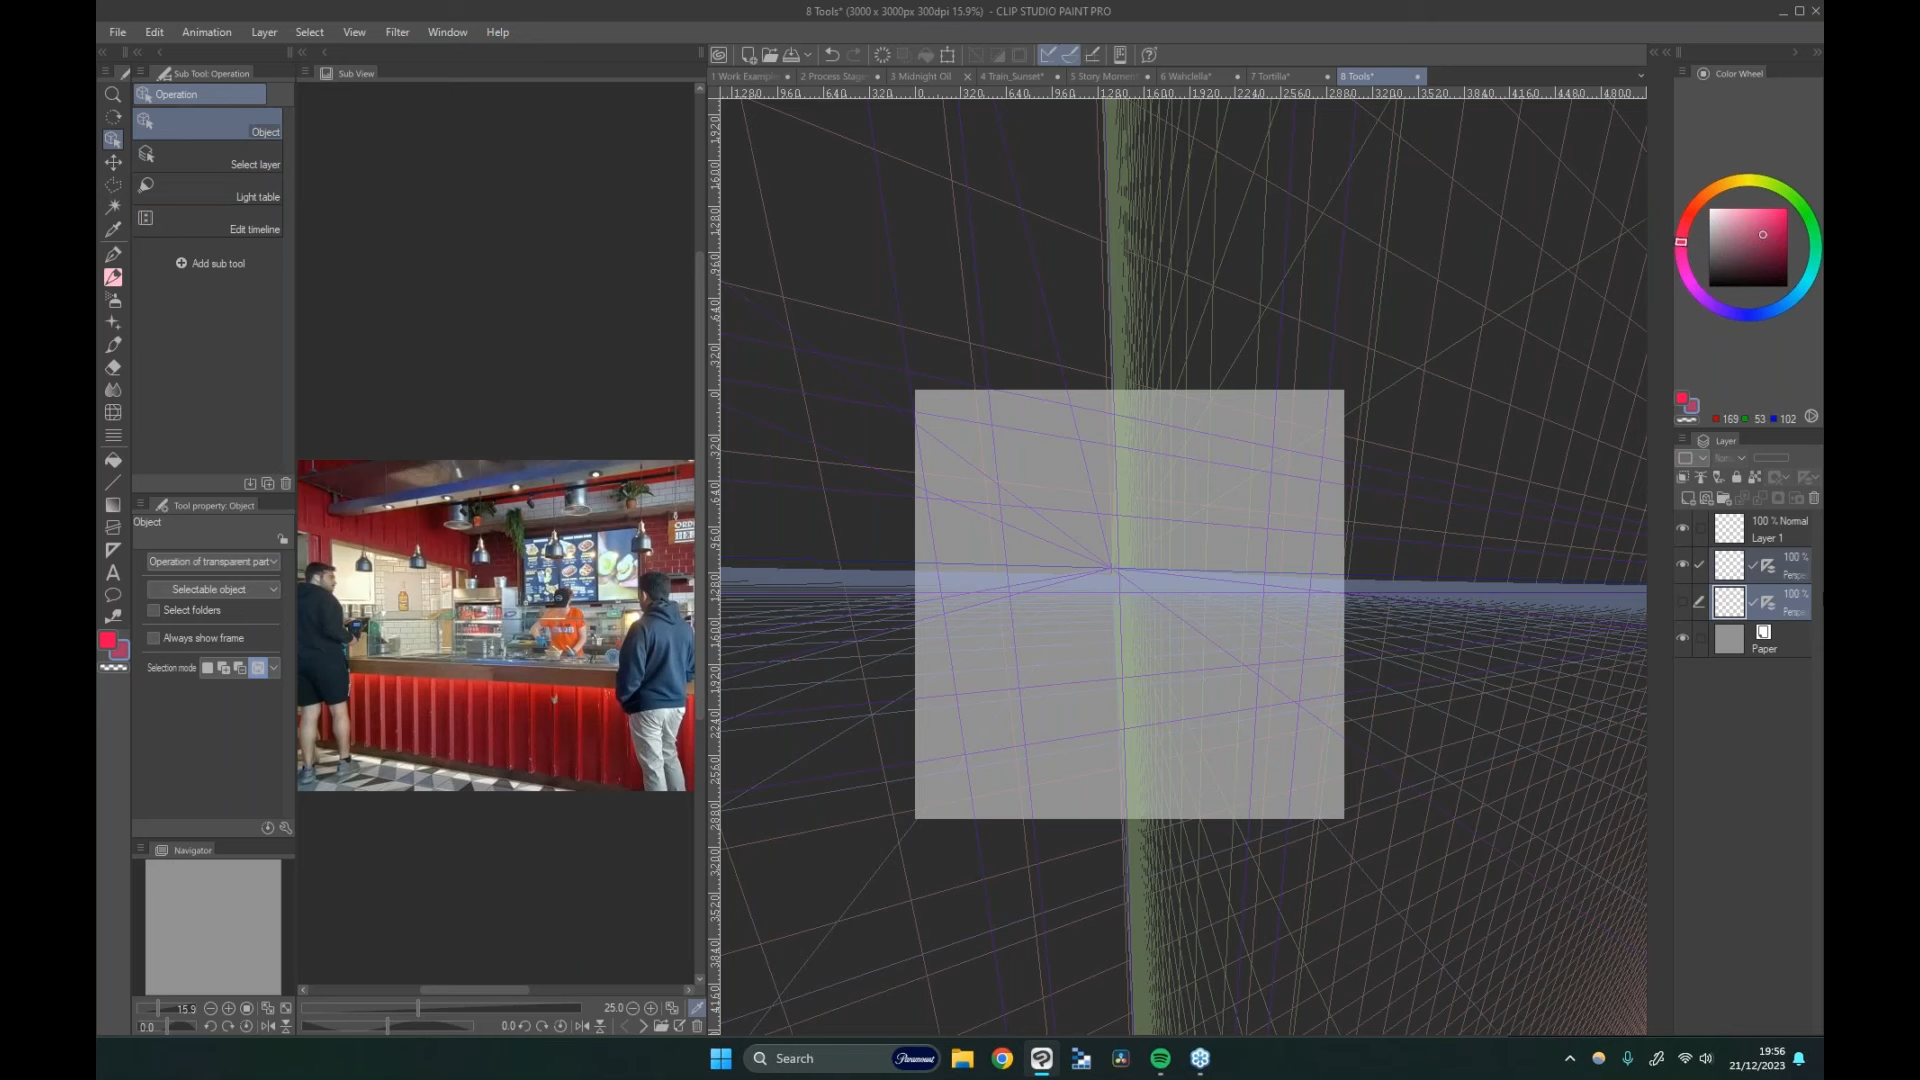 8 Tools* (3000 x 3000px 300dpi 15.9%) - CLIP STUDIO PAINT PRO
File Edit Animation Layer Select View Filter Window Help
Sub Tool: Operation
Sub View
1 Work Example
2 Process Stage
3 Midnight Oil
4 Train_Sunset*
5 Story Momen
6 Wahclella*
7 Tortilla*
8 Tools*
Color Wheel
Operation
Object
Select layer
Light table
Edit timeline
Add sub tool
Tool property: Object
Object
Operation of transparent part
Selectable object
Select folders
Always show frame
Selection mode
Navigator
15.9
0.0
25.0
0.0
169 53 102
Layer
Norm
100 % Normal
Layer 1
100 %
Perspe
100 %
Perspe
Paper
Search
Paramount
19:56
21/12/2023